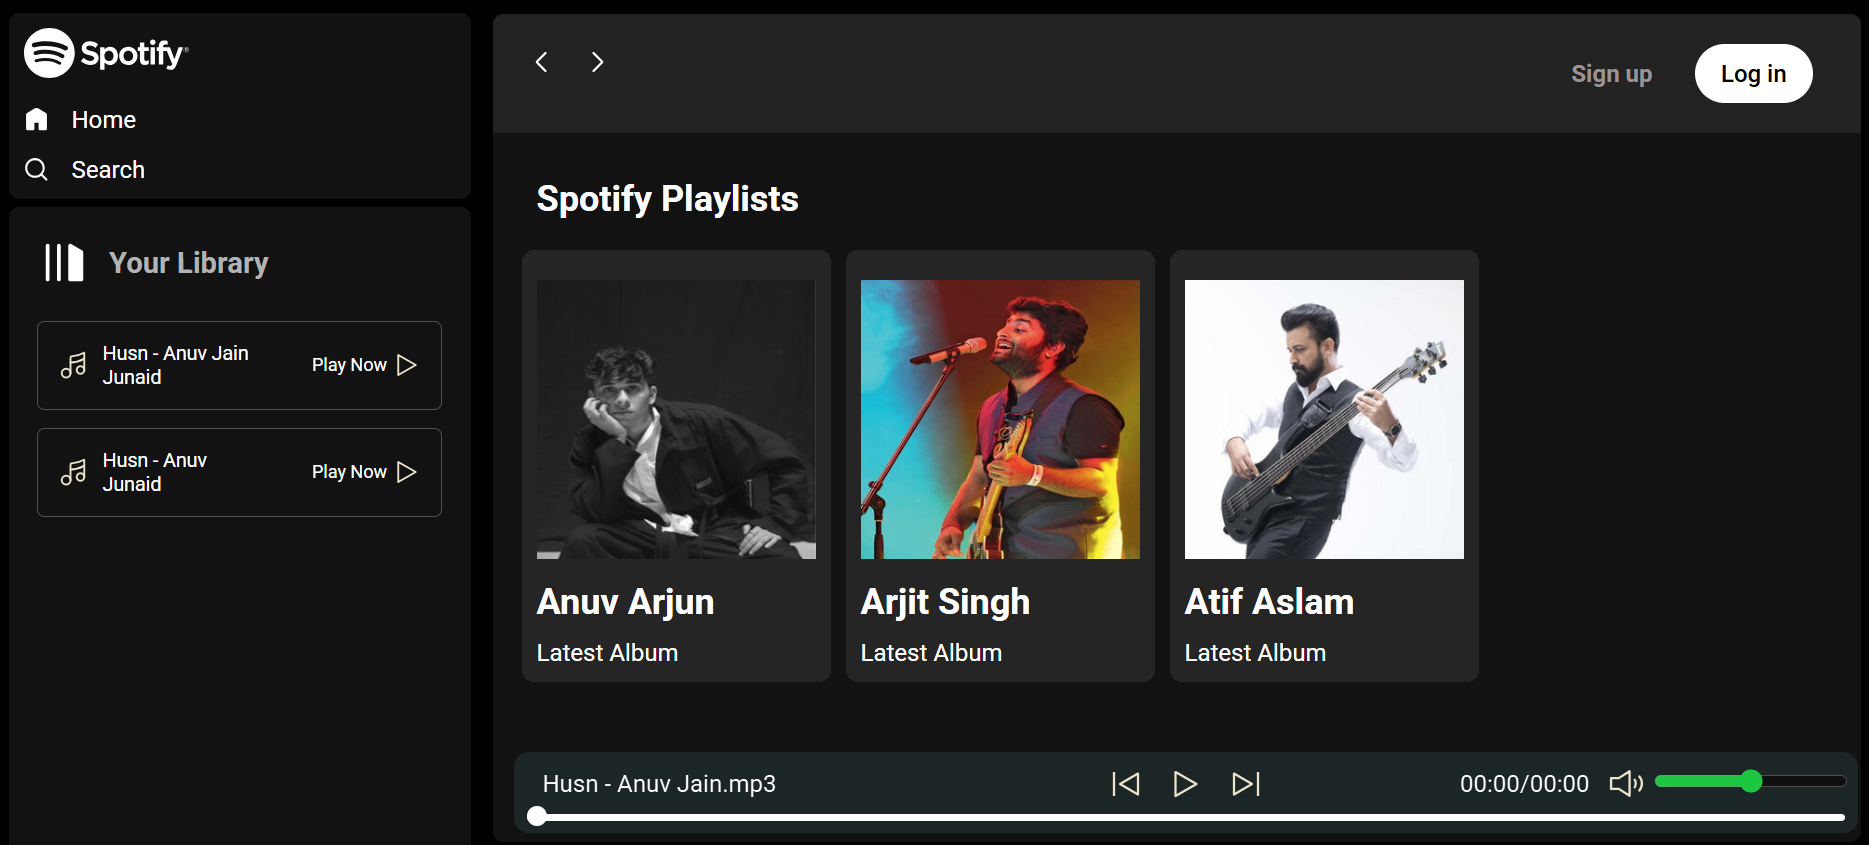 Spotify®
Home
Search
Your Library
Husn - Anuv Jain
Junaid
Play Now
Husn - Anuv
Junaid
Play Now
Sign up
Log in
Spotify Playlists
Anuv Arjun
Latest Album
Arjit Singh
Latest Album
Atif Aslam
Latest Album
Husn - Anuv Jain.mp3
00:00/00:00